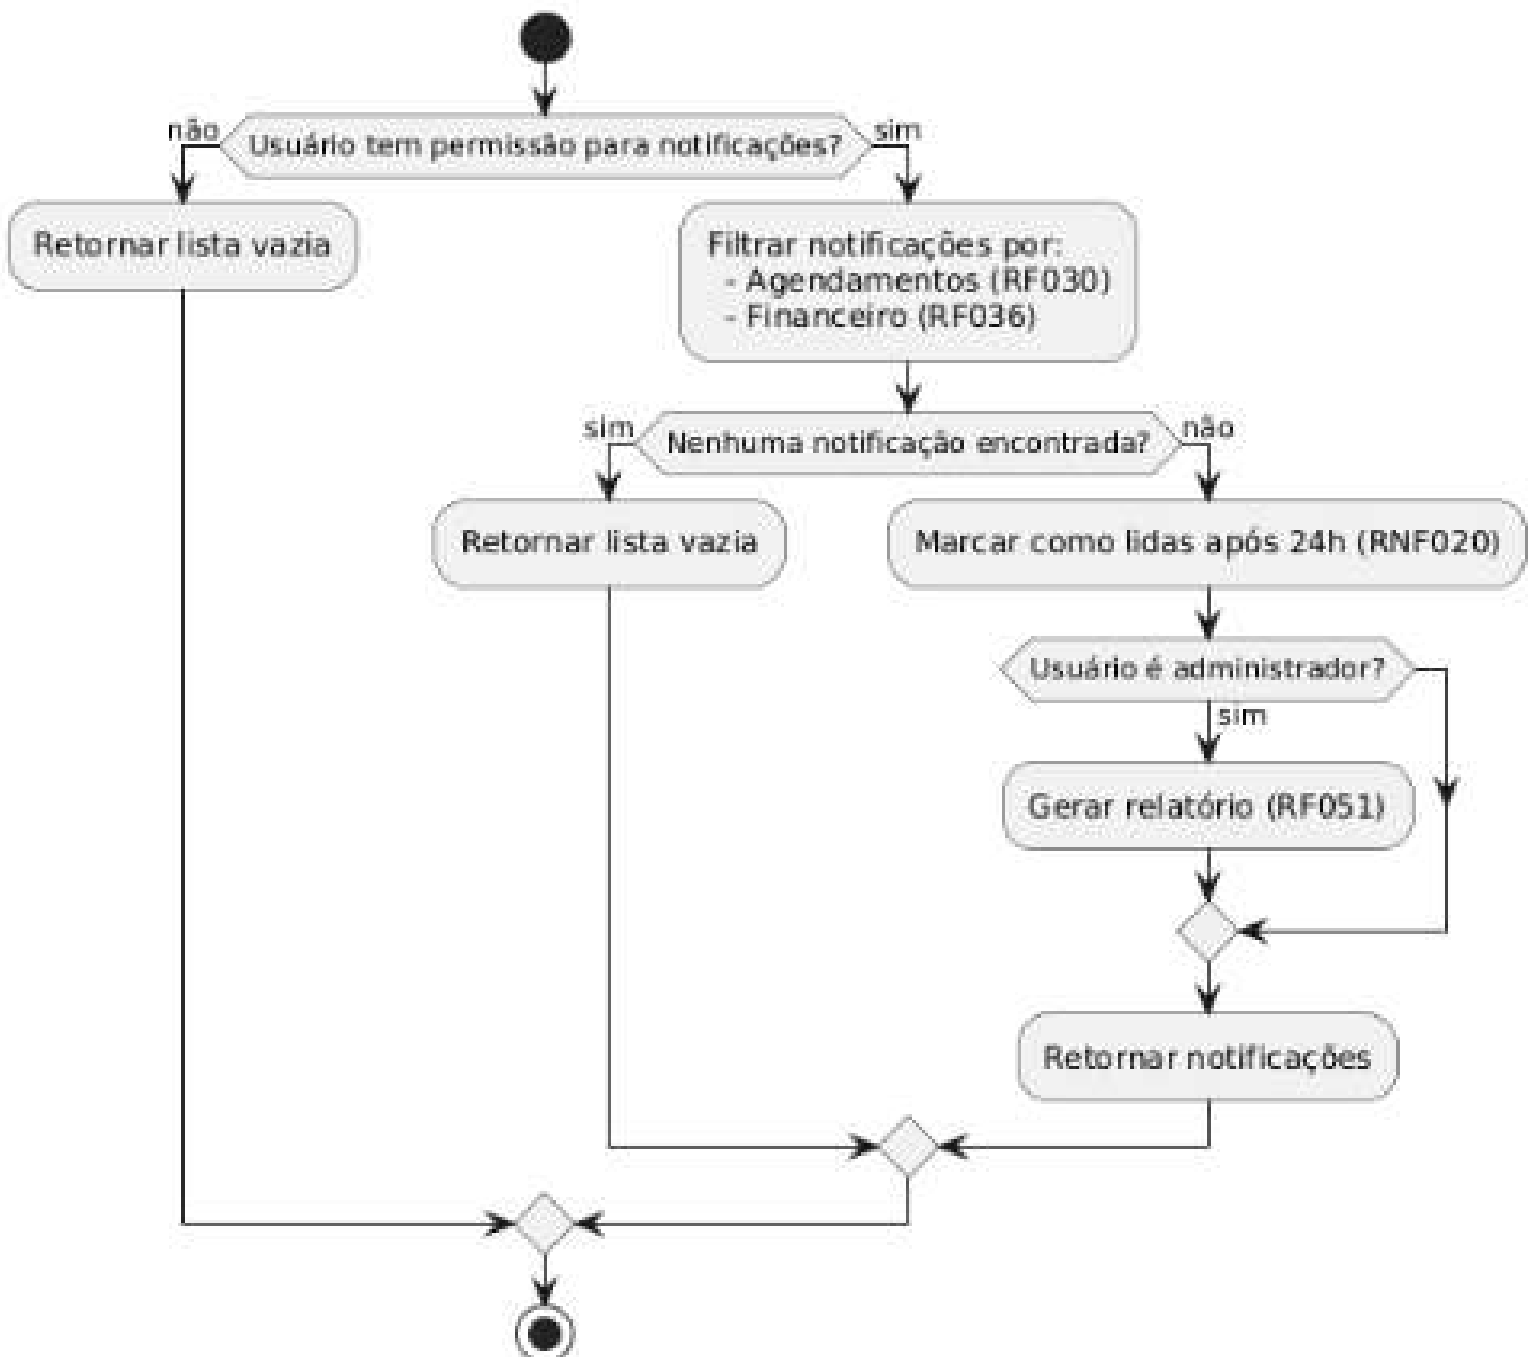 não
Usuário tem permissão para notificações?
sim
Retornar lista vazia
Filtrar notificações por:
- Agendamentos (RF030)
- Financeiro (RF036)
sim
Nenhuma notificação encontrada?
não
Retornar lista vazia
Marcar como lidas após 24h (RNF020)
Usuário é administrador?
sim
Gerar relatório (RF051)
Retornar notificações